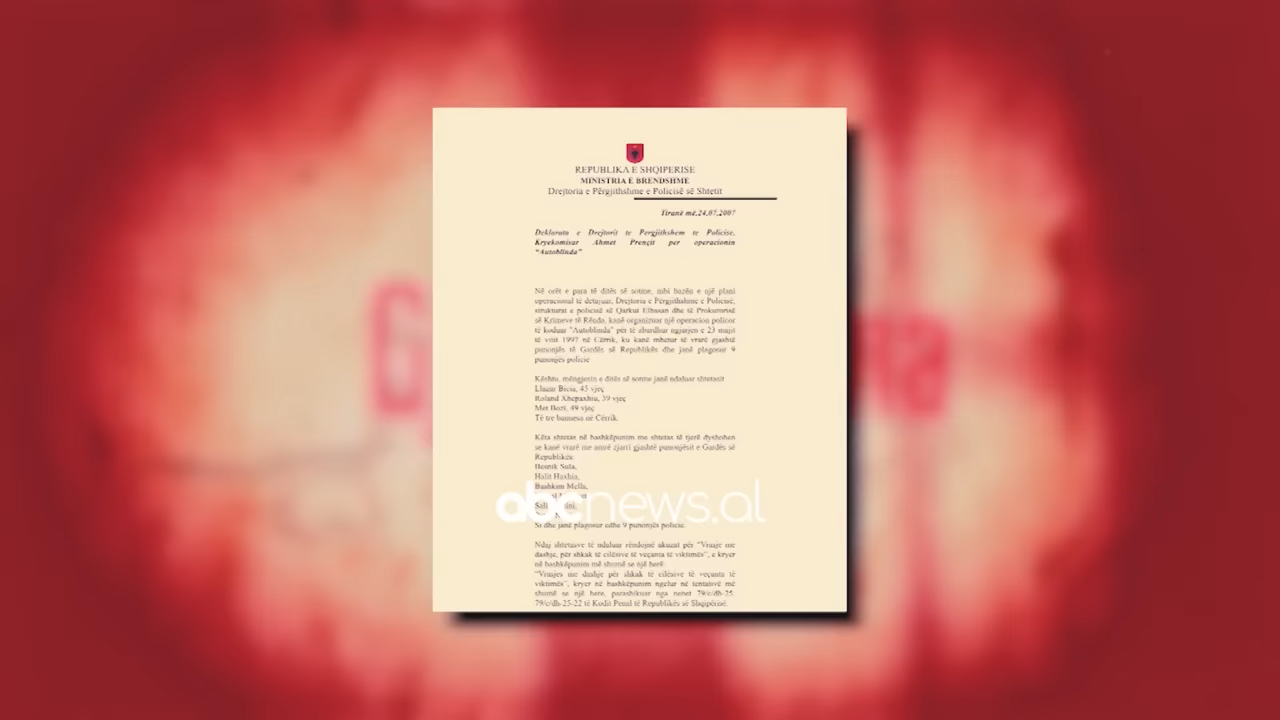 REPUBLIKA E SHQIPERISE
MINISTRIA E BRENDSHME
Drejtoria e Përgjithshme e Policisë së Shtetit
Tiranë më,24.07.2007
Deklarata e Drejtorit te Pergjithshem te Policise,
Kryekomisar Ahmet Prençit per operacionin
"Autoblinda"
Në orët e para të ditës së sotme, mbi bazën e një plani
operacional të detajuar, Drejtoria e Përgjithshme e Policisë,
strukturat e policisë së Qarkut Elbasan dhe të Prokurorisë
së Krimeve të Rënda, kanë organizuar një operacion policor
të koduar "Autoblinda" për të zbardhur ngjarjen e 23 majit
të vitit 1997 në Cërrik, ku kanë mbetur të vrarë gjashtë
punonjës të Gardës së Republikës dhe janë plagosur 9
punonjës policie
Kështu, mëngjesin e ditës së sotme janë ndaluar shtetasit
Llazar Bicia, 45 vjeç
Roland Xhepaxhia, 39 vjeç
Met Bozi, 49 vjeç
Të tre banues në Cërrik.
Këta shtetas në bashkëpunim me shtetas të tjerë dyshohen
se kanë vrarë me armë zjarri gjashtë punonjësit e Gardës së
Republikës:
Besnik Sula,
Halit Haxhia,
Bashkim Mella,
abcnews.al
Si dhe janë plagosur edhe 9 punonjës policie.
Ndaj shtetasve të ndaluar rëndojnë akuzat për "Vrasje me
dashje, për shkak të cilësive të veçanta të viktimës", e kryer
në bashkëpunim më shumë se një herë
"Vrasjes me dashje për shkak të cilësive të veçanta të
viktimës", kryer në bashkëpunim ngelur në tentativë më
shumë se një here, parashikuar nga nenet 79/c/dh-25.
79/c/dh-25-22 të Kodit Penal të Republikës së Shqipërisë.